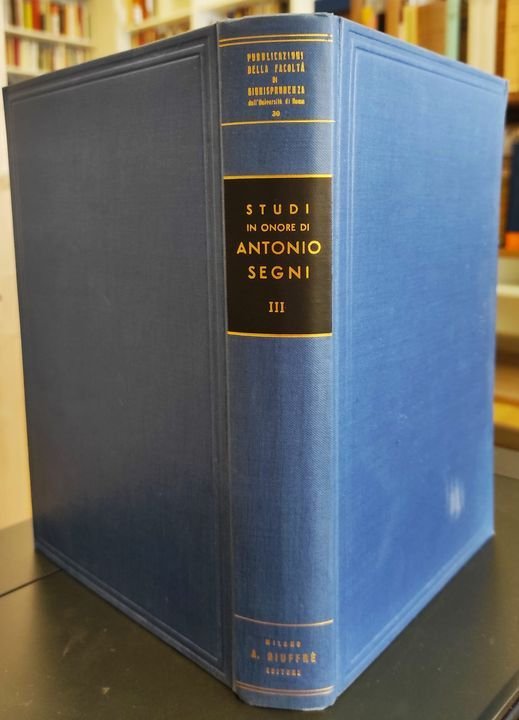 PUBBLICAZIONI
DELLA FACOLTÀ
DI
GIURISPRUDENZA
dell'Università di Roma
30
STUDI
IN ONORE DI
ANTONIO
SEGNI
III
MILANO
A. GIUFFRÈ
EDITORE